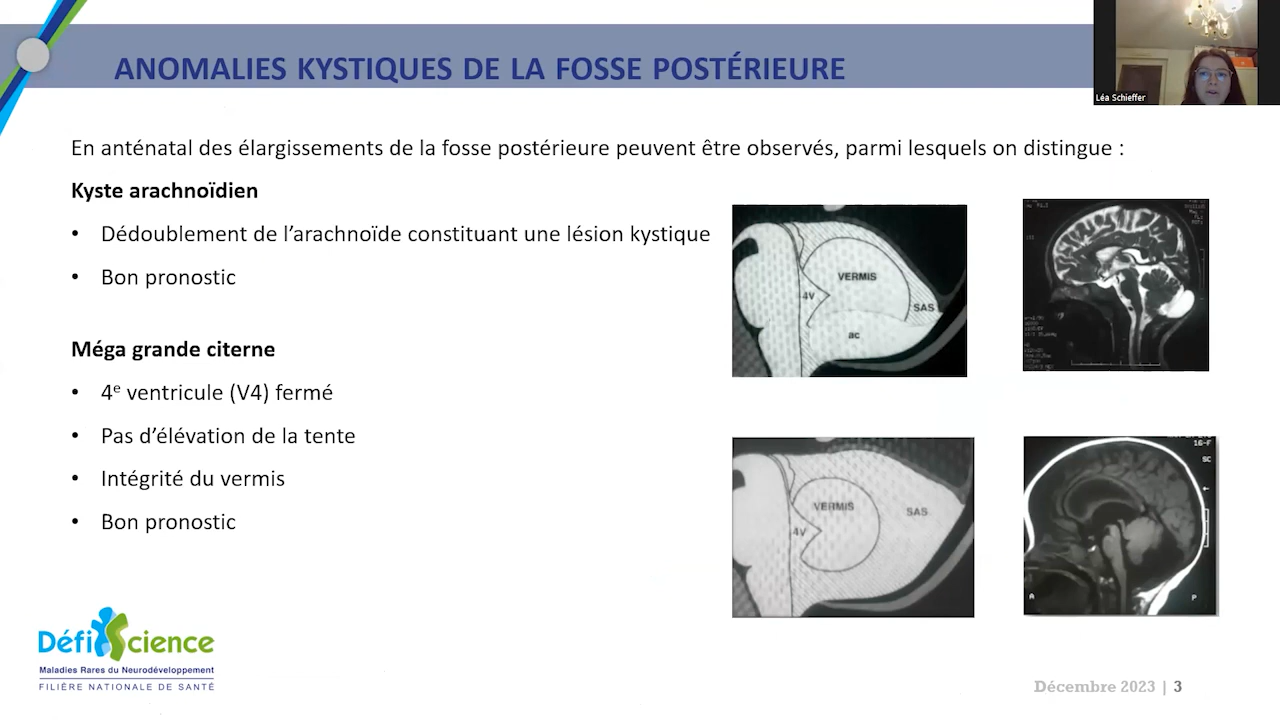 ANOMALIES KYSTIQUES DE LA FOSSE POSTÉRIEURE
Léa Schieffer
En anténatal des élargissements de la fosse postérieure peuvent être observés, parmi lesquels on distingue :
Kyste arachnoïdien
• Dédoublement de l’arachnoïde constituant une lésion kystique
• Bon pronostic
VERMIS
4V
SAS
ac
Méga grande citerne
• 4e ventricule (V4) fermé
• Pas d’élévation de la tente
• Intégrité du vermis
• Bon pronostic
VERMIS
SAS
4V
16-F
SC
A
P
Défi Science
Maladies Rares du Neurodéveloppement
FILIÈRE NATIONALE DE SANTÉ
Décembre 2023 | 3